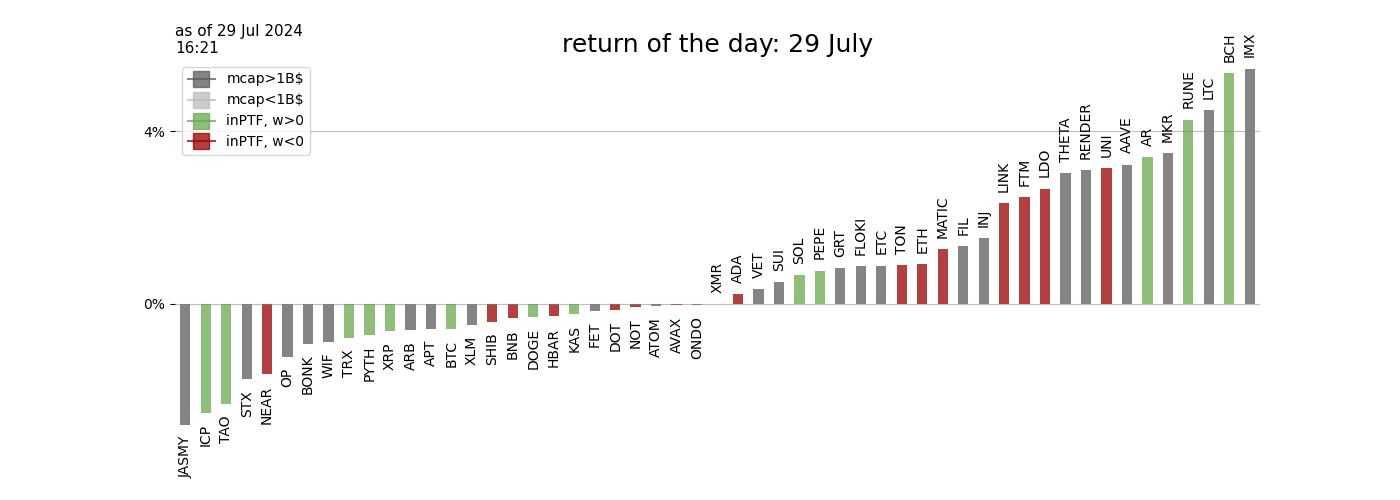 as of 29 Jul 2024
16:21
return of the day: 29 July
mcap>1B$
mcap<1B$
inPTF, w>0
inPTF, w<0
4%
0%
JASMY
ICP
TAO
STX
NEAR
OP
BONK
WIF
TRX
PYTH
XRP
ARB
APT
BTC
XLM
SHIB
BNB
DOGE
HBAR
KAS
FET
DOT
NOT
ATOM
AVAX
ONDO
XMR
ADA
VET
SUI
SOL
PEPE
GRT
FLOKI
ETC
TON
ETH
MATIC
FIL
INJ
LINK
FTM
LDO
THETA
RENDER
UNI
AAVE
AR
MKR
RUNE
LTC
BCH
IMX